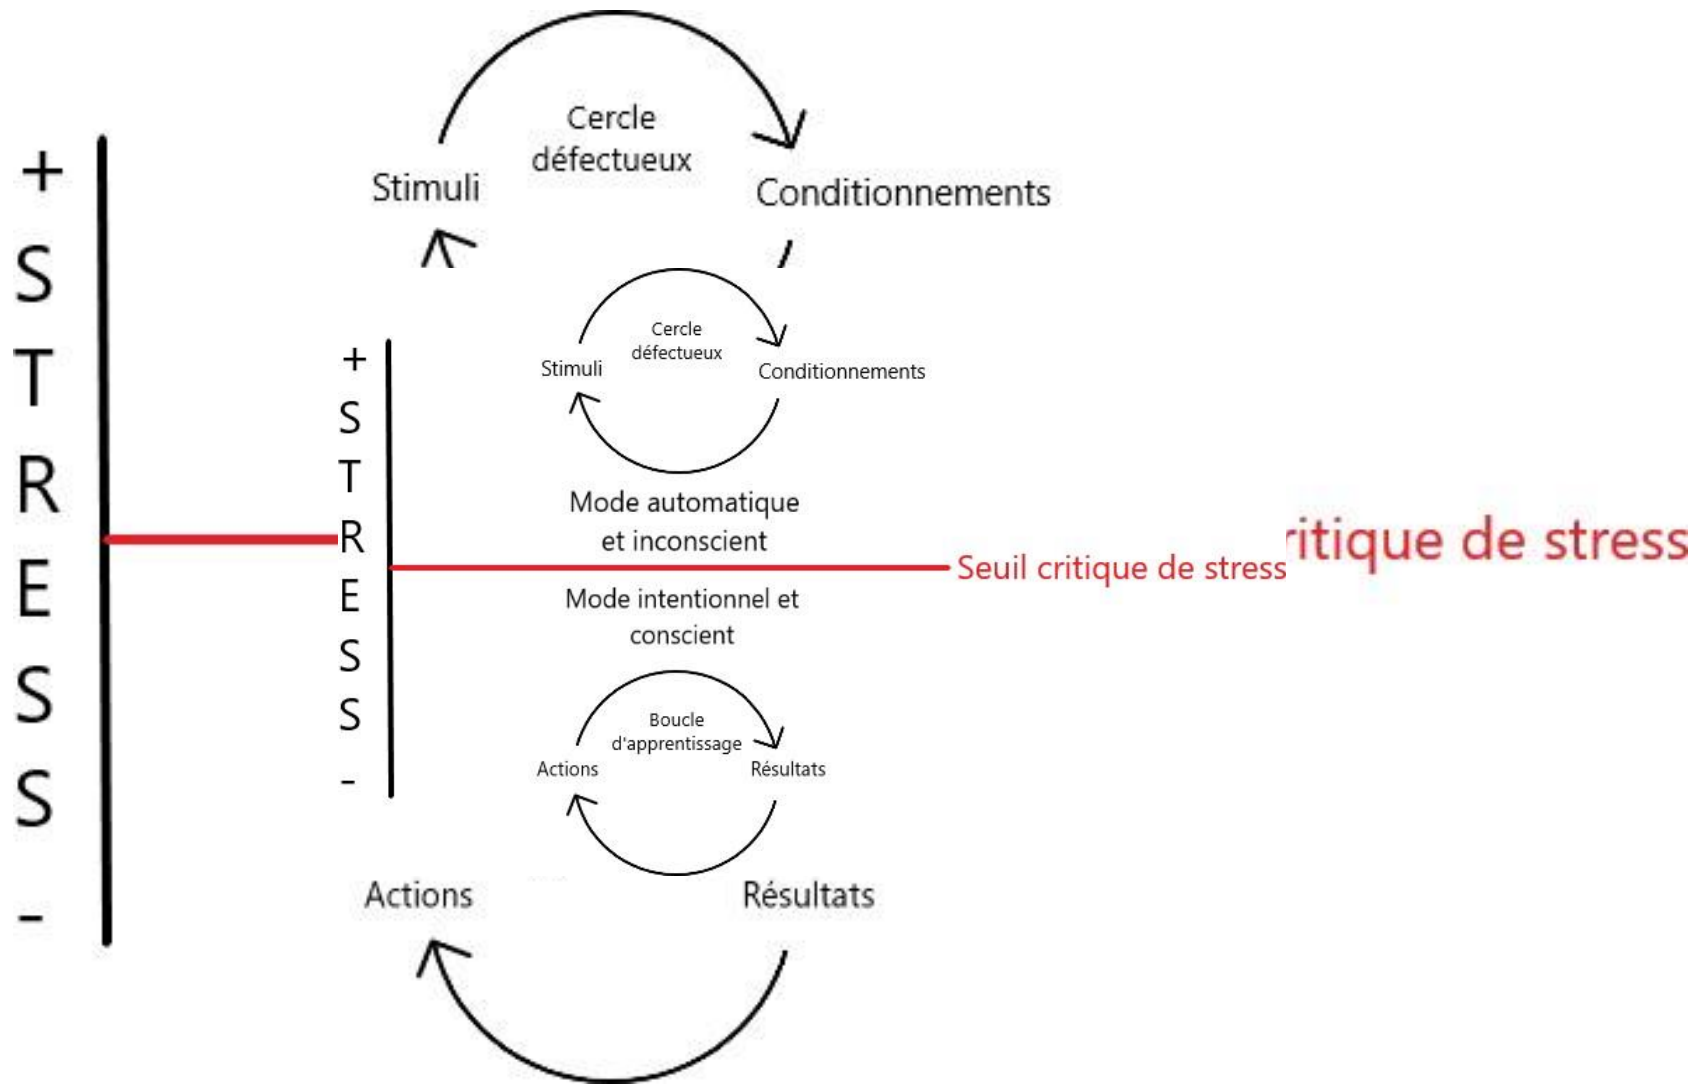 Cercle
défectueux
Stimuli
Conditionnements
+
S
T
R
E
S
S
-
Cercle
défectueux
Stimuli
Conditionnements
+
S
T
R
E
S
S
-
Mode automatique
et inconscient
Seuil critique de stress
ritique de stress
Mode intentionnel et
conscient
Boucle
d'apprentissage
Actions
Résultats
Actions
Résultats